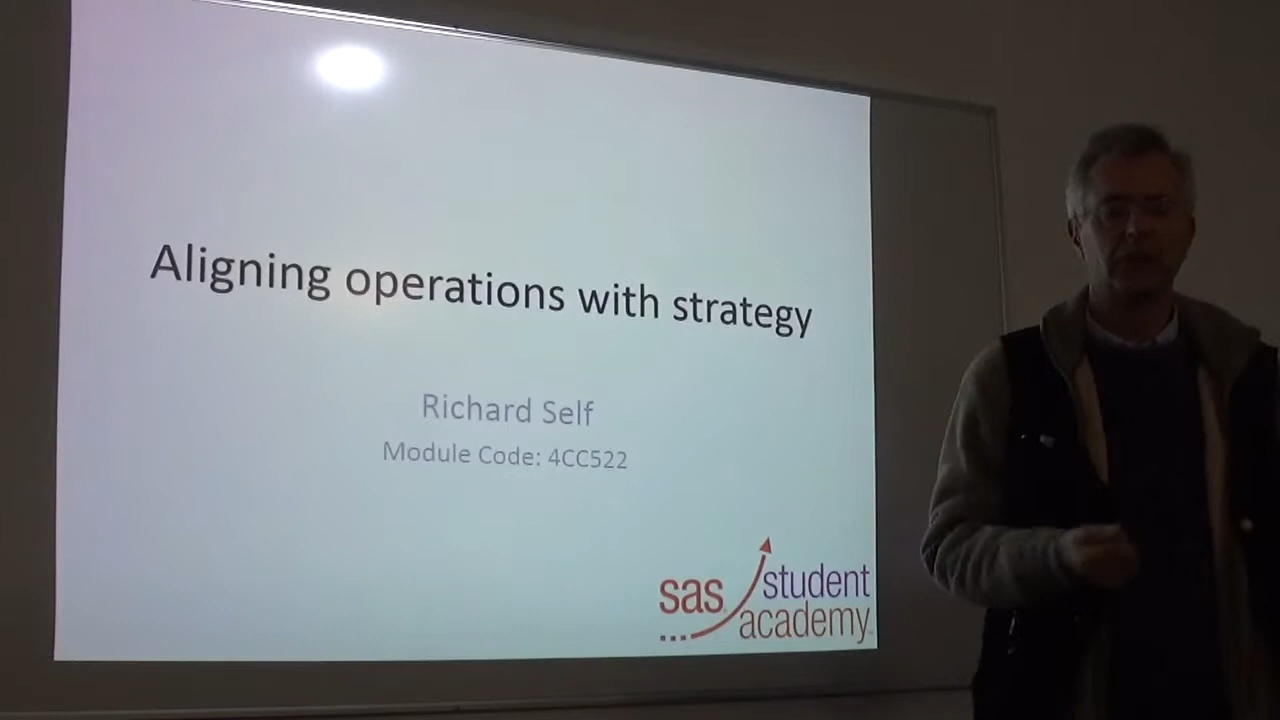 Aligning operations with strategy
Richard Self
Module Code: 4CC522
sas student
academy